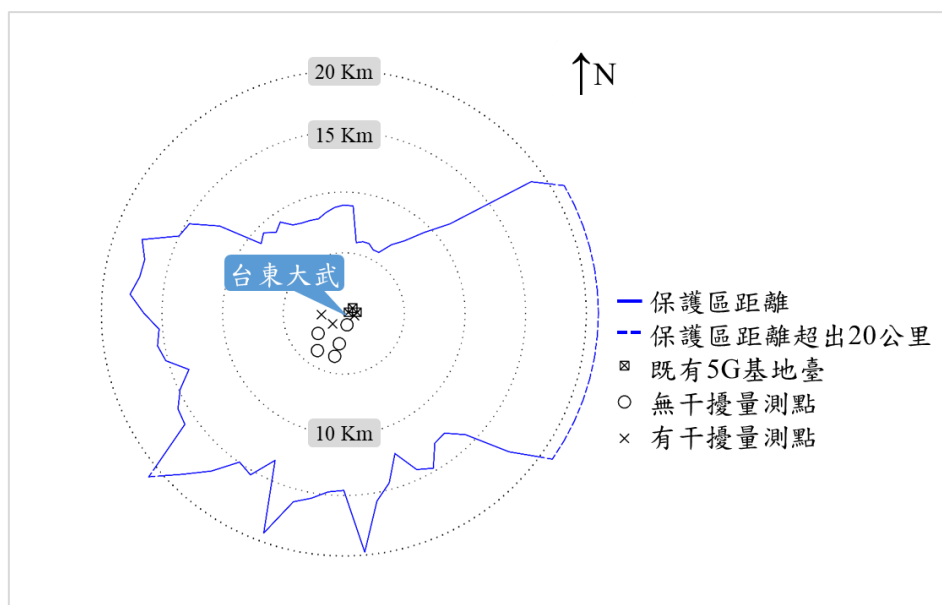 20 Km
N
15 Km
台東大武
保護區距離
保護區距離超出20公里
既有5G基地臺
無干擾量測點
10 Km
有干擾量測點